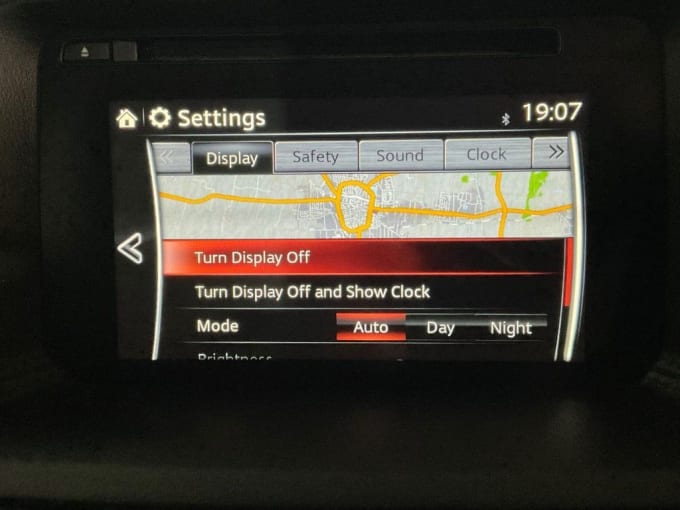 Settings 19:07
Display Safety Sound Clock
Turn Display Off
Turn Display Off and Show Clock
Mode Auto Day Night
Brightness